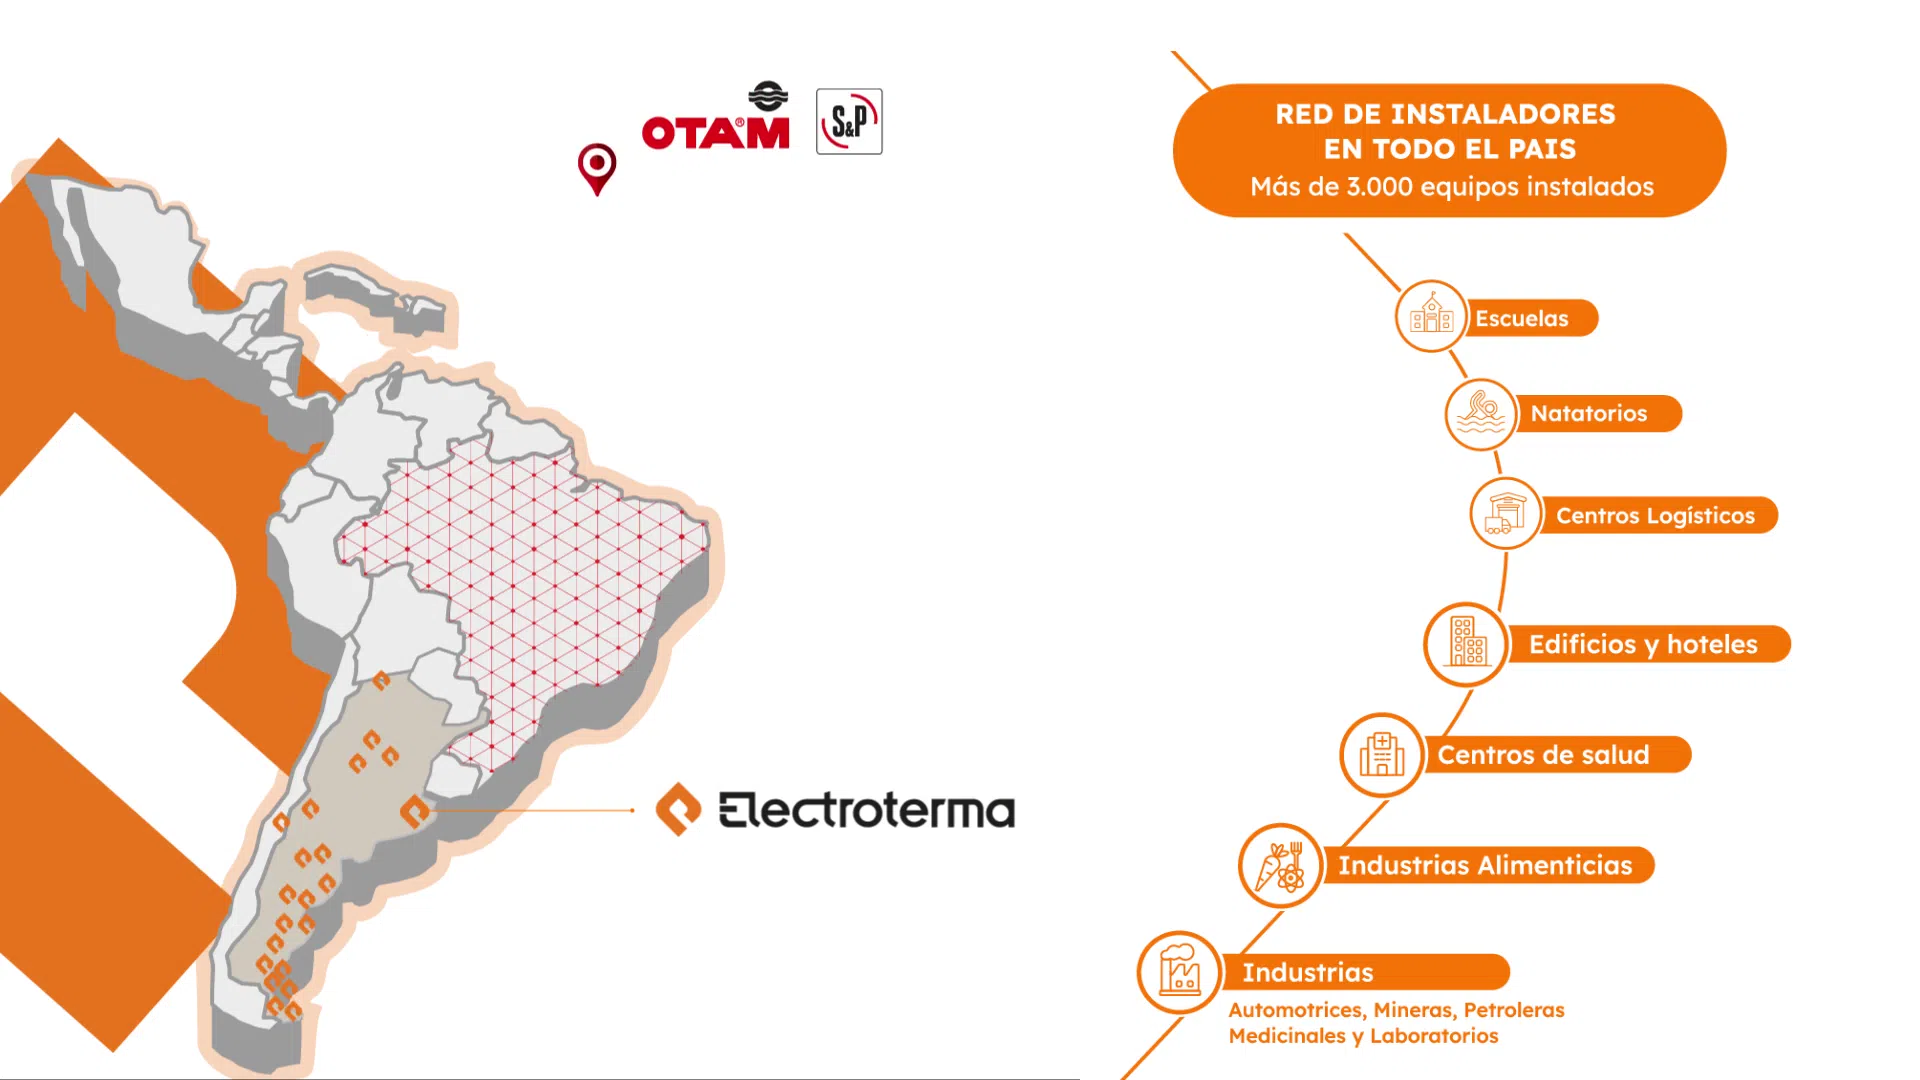 OTAM®
S&P
Electroterma
RED DE INSTALADORES
EN TODO EL PAIS
Más de 3.000 equipos instalados
Escuelas
Natatorios
Centros Logísticos
Edificios y hoteles
Centros de salud
Industrias Alimenticias
Industrias
Automotrices, Mineras, Petroleras
Medicinales y Laboratorios